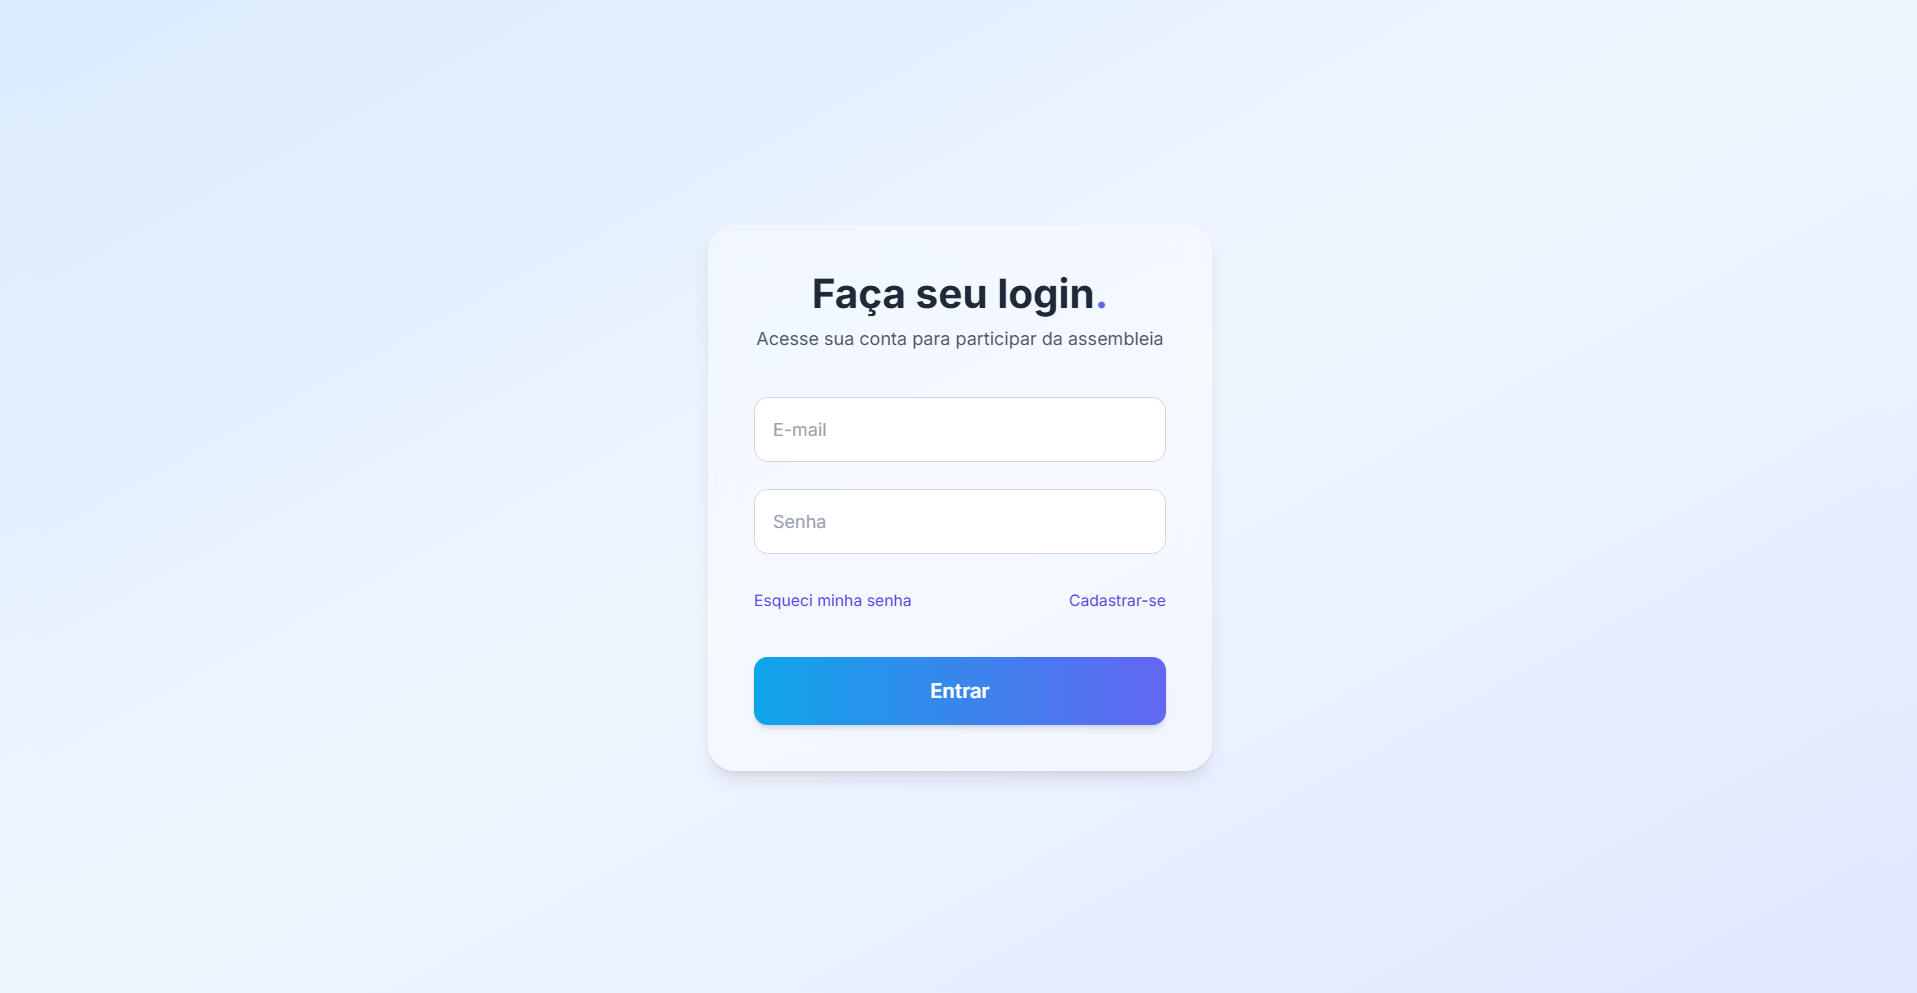 Faça seu login.
Acesse sua conta para participar da assembleia
E-mail
Senha
Esqueci minha senha
Cadastrar-se
Entrar